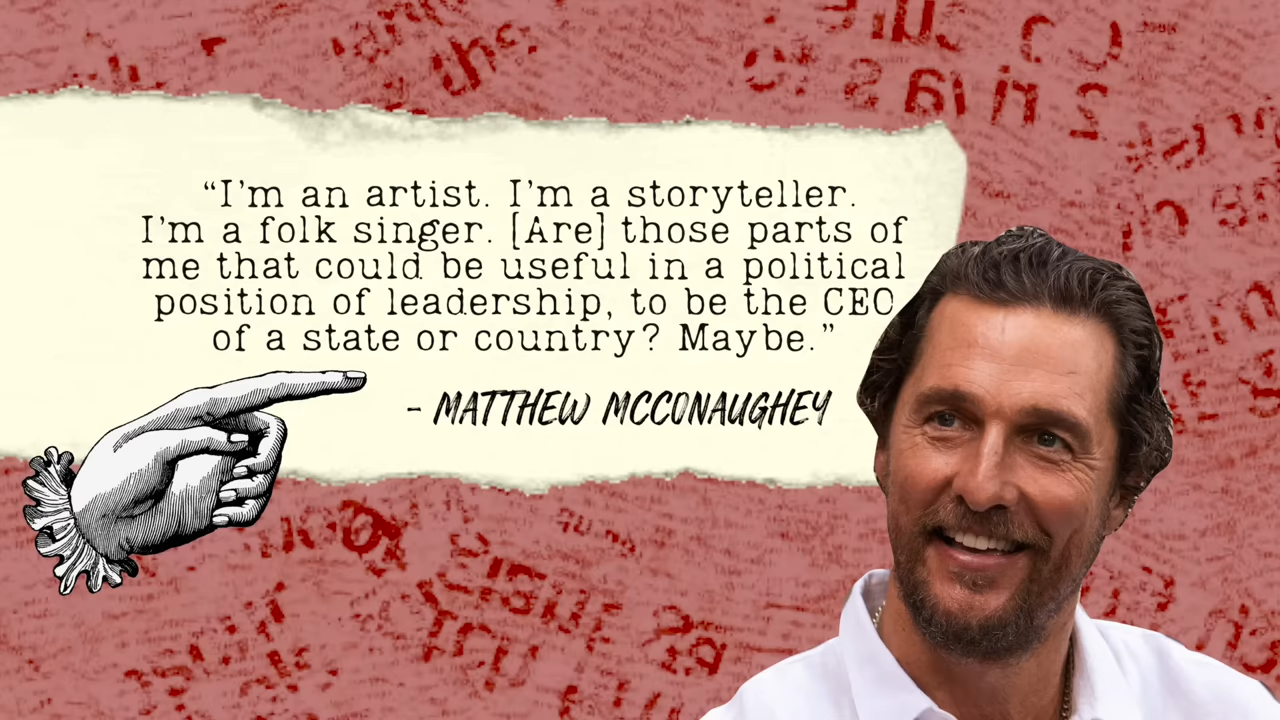 “I’m an artist. I’m a storyteller.
I’m a folk singer. [Are] those parts of
me that could be useful in a political
position of leadership, to be the CEO
of a state or country? Maybe.”
- MATTHEW MCCONAUGHEY